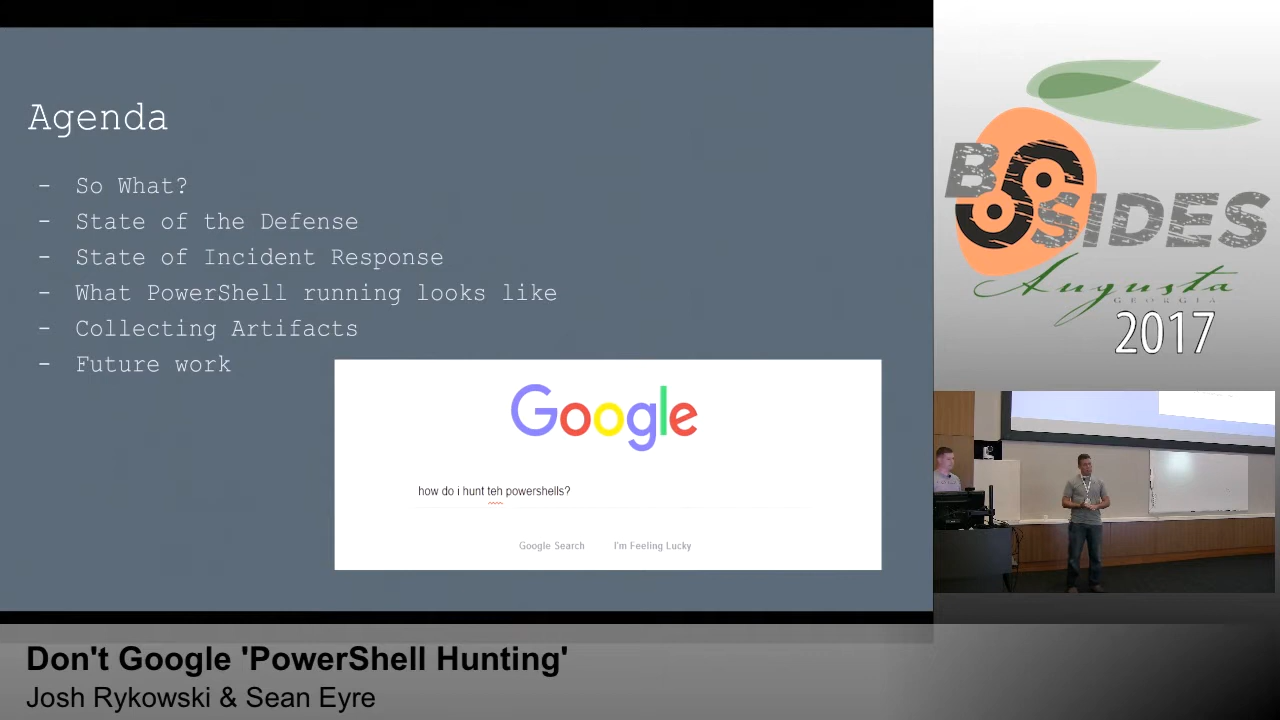 Agenda
- So What?
- State of the Defense
- State of Incident Response
- What PowerShell running looks like
- Collecting Artifacts
- Future work
Google
how do i hunt teh powershells?
Google Search I'm Feeling Lucky
BSIDES
Augusta
GEORGIA
2017
Don't Google 'PowerShell Hunting'
Josh Rykowski & Sean Eyre